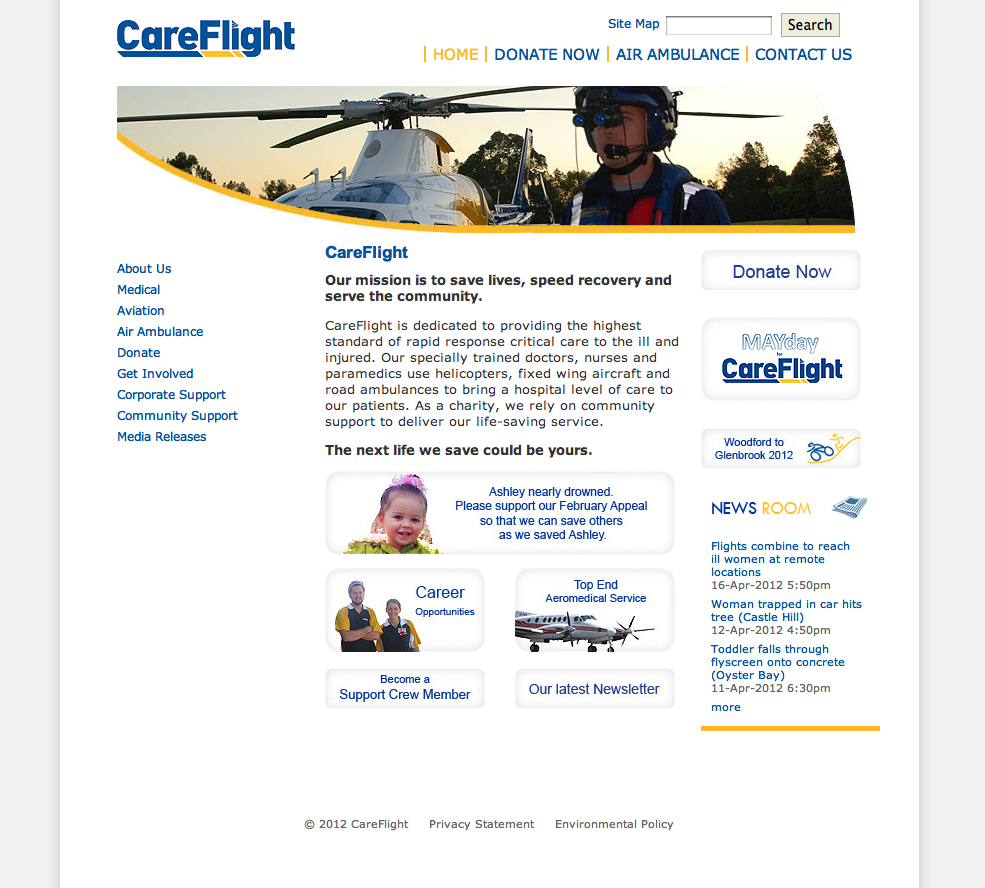 CareFlight
Site Map
Search
HOME
DONATE NOW
AIR AMBULANCE
CONTACT US
About Us
Medical
Aviation
Air Ambulance
Donate
Get Involved
Corporate Support
Community Support
Media Releases
CareFlight
Our mission is to save lives, speed recovery and
serve the community.
CareFlight is dedicated to providing the highest
standard of rapid response critical care to the ill and
injured. Our specially trained doctors, nurses and
paramedics use helicopters, fixed wing aircraft and
road ambulances to bring a hospital level of care to
our patients. As a charity, we rely on community
support to deliver our life-saving service.
The next life we save could be yours.
Ashley nearly drowned.
Please support our February Appeal
so that we can save others
as we saved Ashley.
Career
Opportunities
Top End
Aeromedical Service
Become a
Support Crew Member
Our latest Newsletter
Donate Now
MAYday
for
CareFlight
Woodford to
Glenbrook 2012
NEWS ROOM
Flights combine to reach
ill women at remote
locations
16-Apr-2012 5:50pm
Woman trapped in car hits
tree (Castle Hill)
12-Apr-2012 4:50pm
Toddler falls through
flyscreen onto concrete
(Oyster Bay)
11-Apr-2012 6:30pm
more
© 2012 CareFlight
Privacy Statement
Environmental Policy